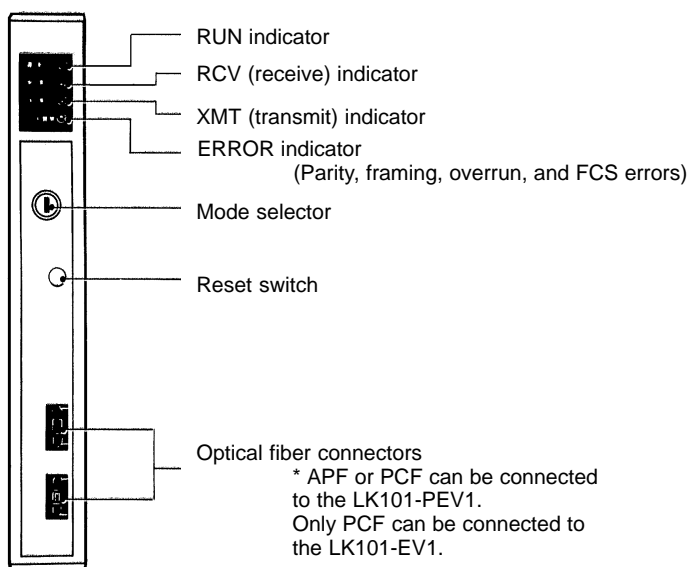 RUN indicator
RCV (receive) indicator
XMT (transmit) indicator
ERROR indicator
(Parity, framing, overrun, and FCS errors)
Mode selector
Reset switch
Optical fiber connectors
* APF or PCF can be connected
to the LK101-PEV1.
Only PCF can be connected to
the LK101-EV1.